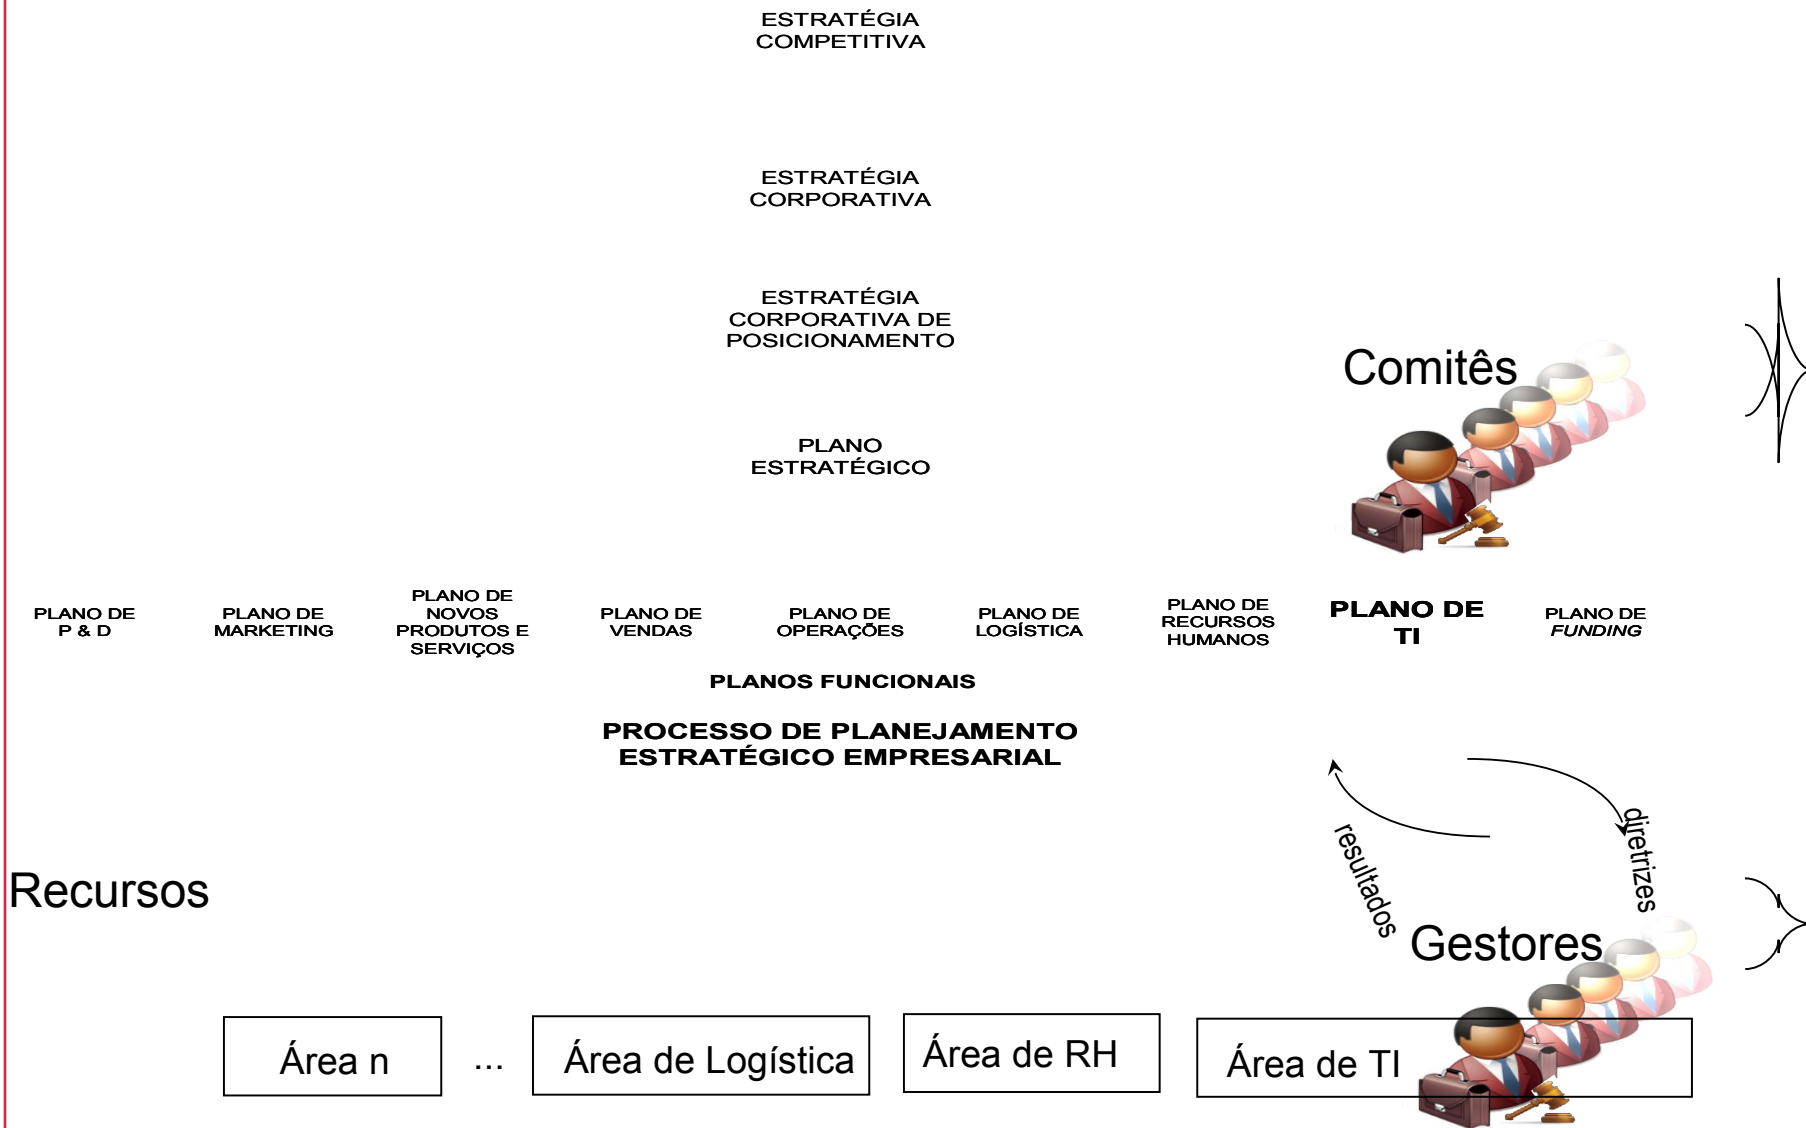 ESTRATÉGIA
COMPETITIVA
ESTRATÉGIA
CORPORATIVA
ESTRATÉGIA
CORPORATIVA DE
POSICIONAMENTO
Comitês
PLANO
ESTRATÉGICO
PLANO DE
P & D
PLANO DE
MARKETING
PLANO DE
NOVOS
PRODUTOS E
SERVIÇOS
PLANO DE
VENDAS
PLANO DE
OPERAÇÕES
PLANO DE
LOGÍSTICA
PLANO DE
RECURSOS
HUMANOS
PLANO DE
TI
PLANO DE
FUNDING
PLANOS FUNCIONAIS
PROCESSO DE PLANEJAMENTO
ESTRATÉGICO EMPRESARIAL
resultados
diretrizes
Recursos
Gestores
Área n
...
Área de Logística
Área de RH
Área de TI